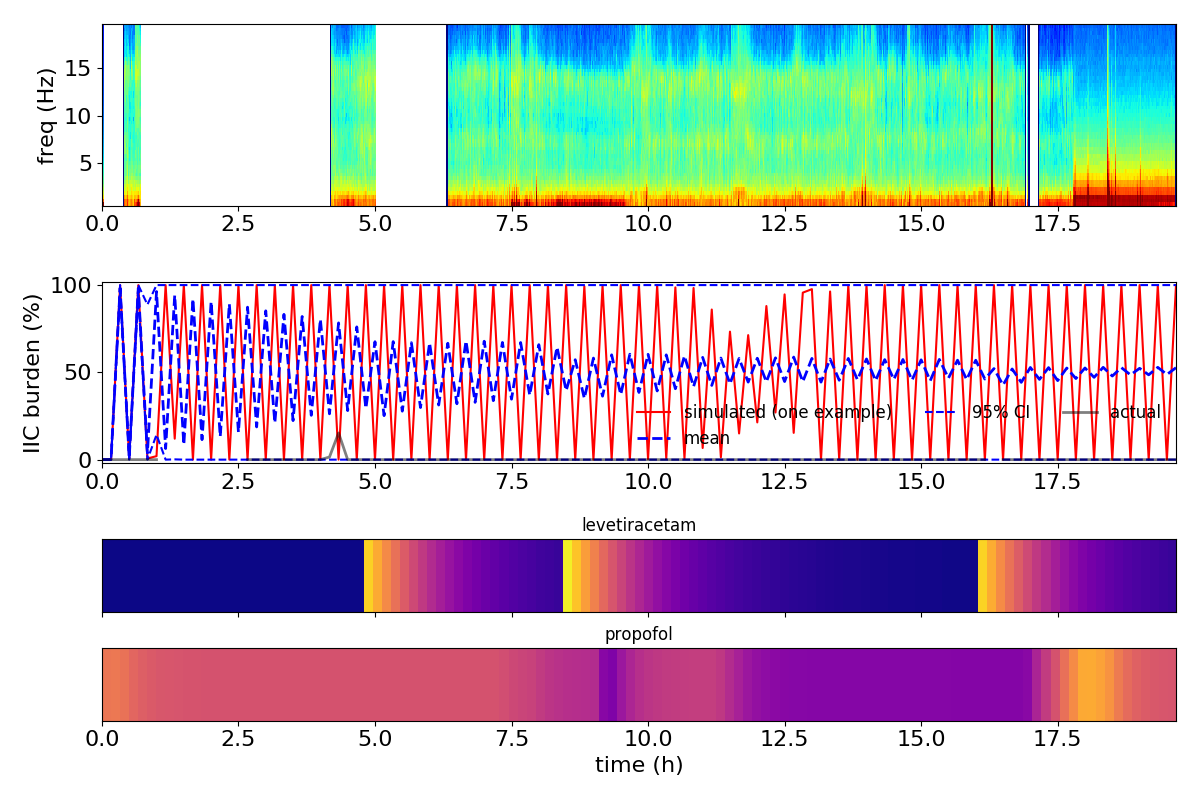 freq (Hz)
15
10
5
0.0 2.5 5.0 7.5 10.0 12.5 15.0 17.5
IIC burden (%)
100
50
0
simulated (one example) 95% CI actual
mean
0.0 2.5 5.0 7.5 10.0 12.5 15.0 17.5
levetiracetam
propofol
0.0 2.5 5.0 7.5 10.0 12.5 15.0 17.5
time (h)